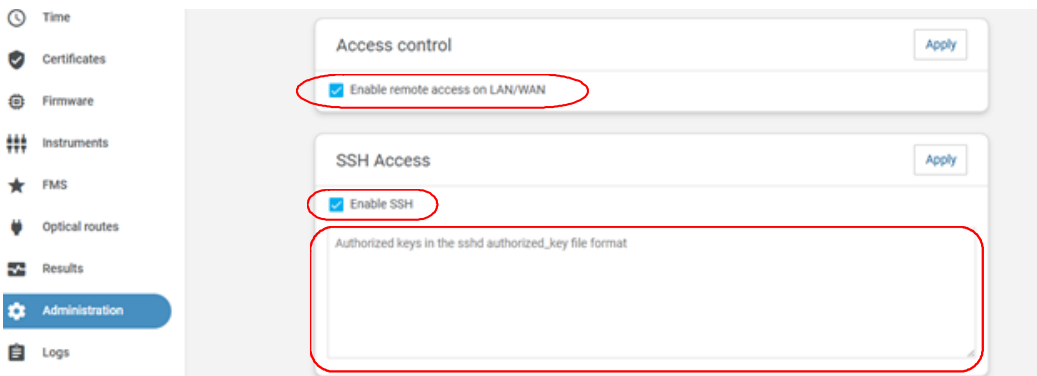 Time
Certificates
Firmware
Instruments
FMS
Optical routes
Results
Administration
Logs
Access control
Apply
Enable remote access on LAN/WAN
SSH Access
Apply
Enable SSH
Authorized keys in the sshd authorized_key file format